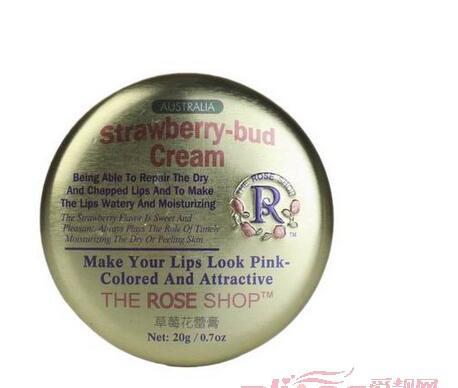 AUSTRALIA
Strawberry-bud
Cream
Being Able To Repair The Dry
And Chapped Lips And To Make
The Lips Watery And Moisturizing
The Strawberry Flavor Is Sweet And
Pleasant, Always Plays The Role Of Timely
Moisturizing The Dry Or Peeling Skin
THE ROSE SHOP
R
TM
Make Your Lips Look Pink-
Colored And Attractive
THE ROSE SHOP™
草莓花蕾膏
Net: 20g / 0.7oz